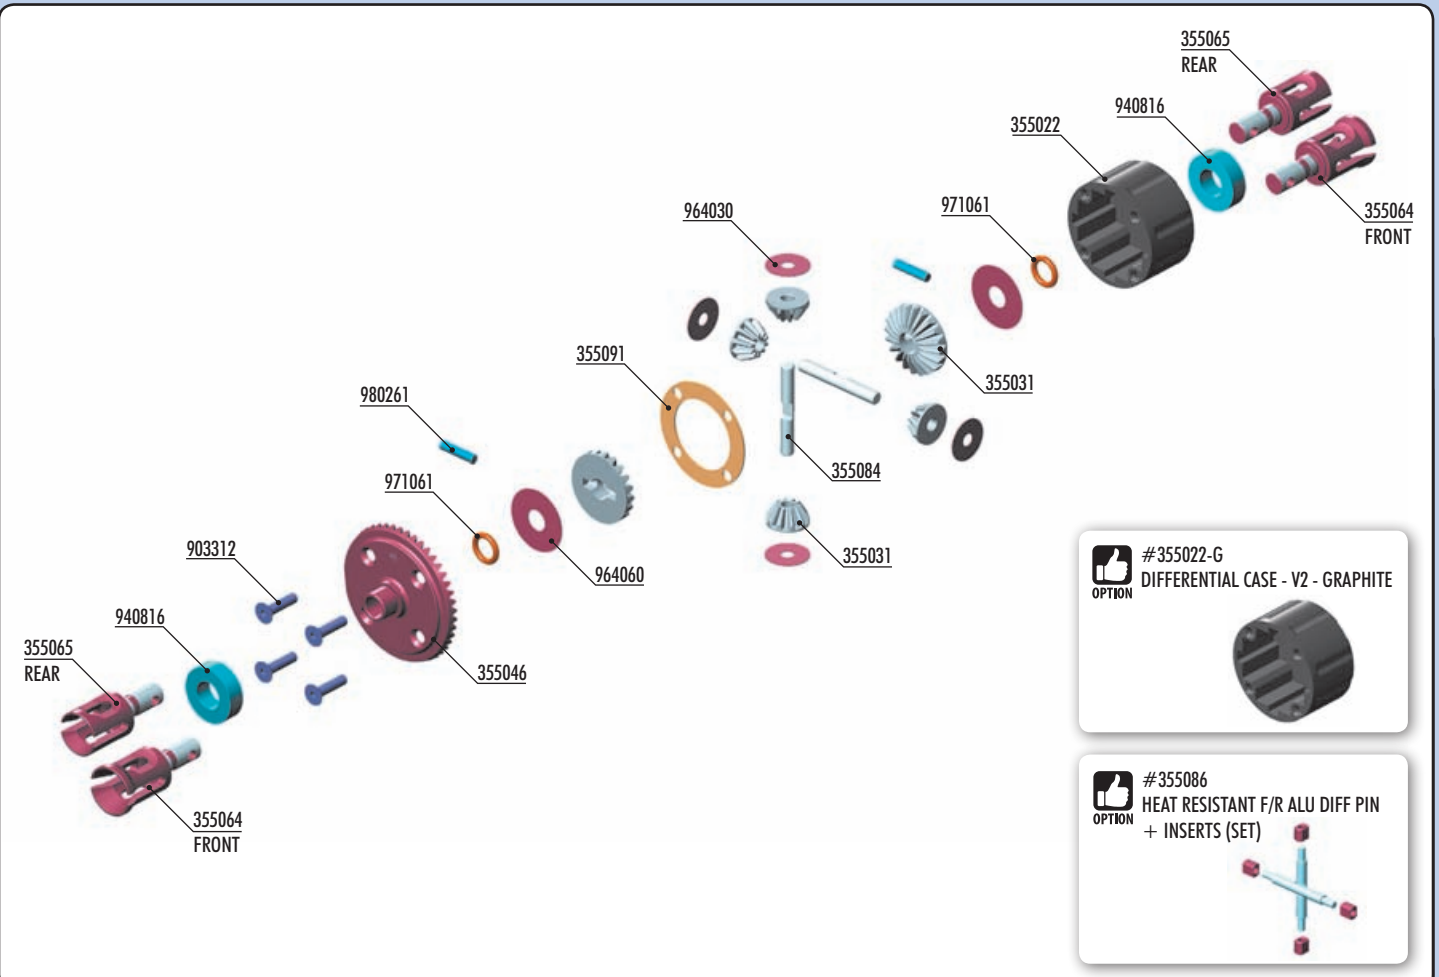 355065
REAR
940816
355022
355064
FRONT
971061
964030
355031
355091
980261
355084
971061
964060
355031
903312
355046
940816
355065
REAR
355064
FRONT
#355022-G
DIFFERENTIAL CASE - V2 - GRAPHITE
OPTION
#355086
HEAT RESISTANT F/R ALU DIFF PIN
+ INSERTS (SET)
OPTION